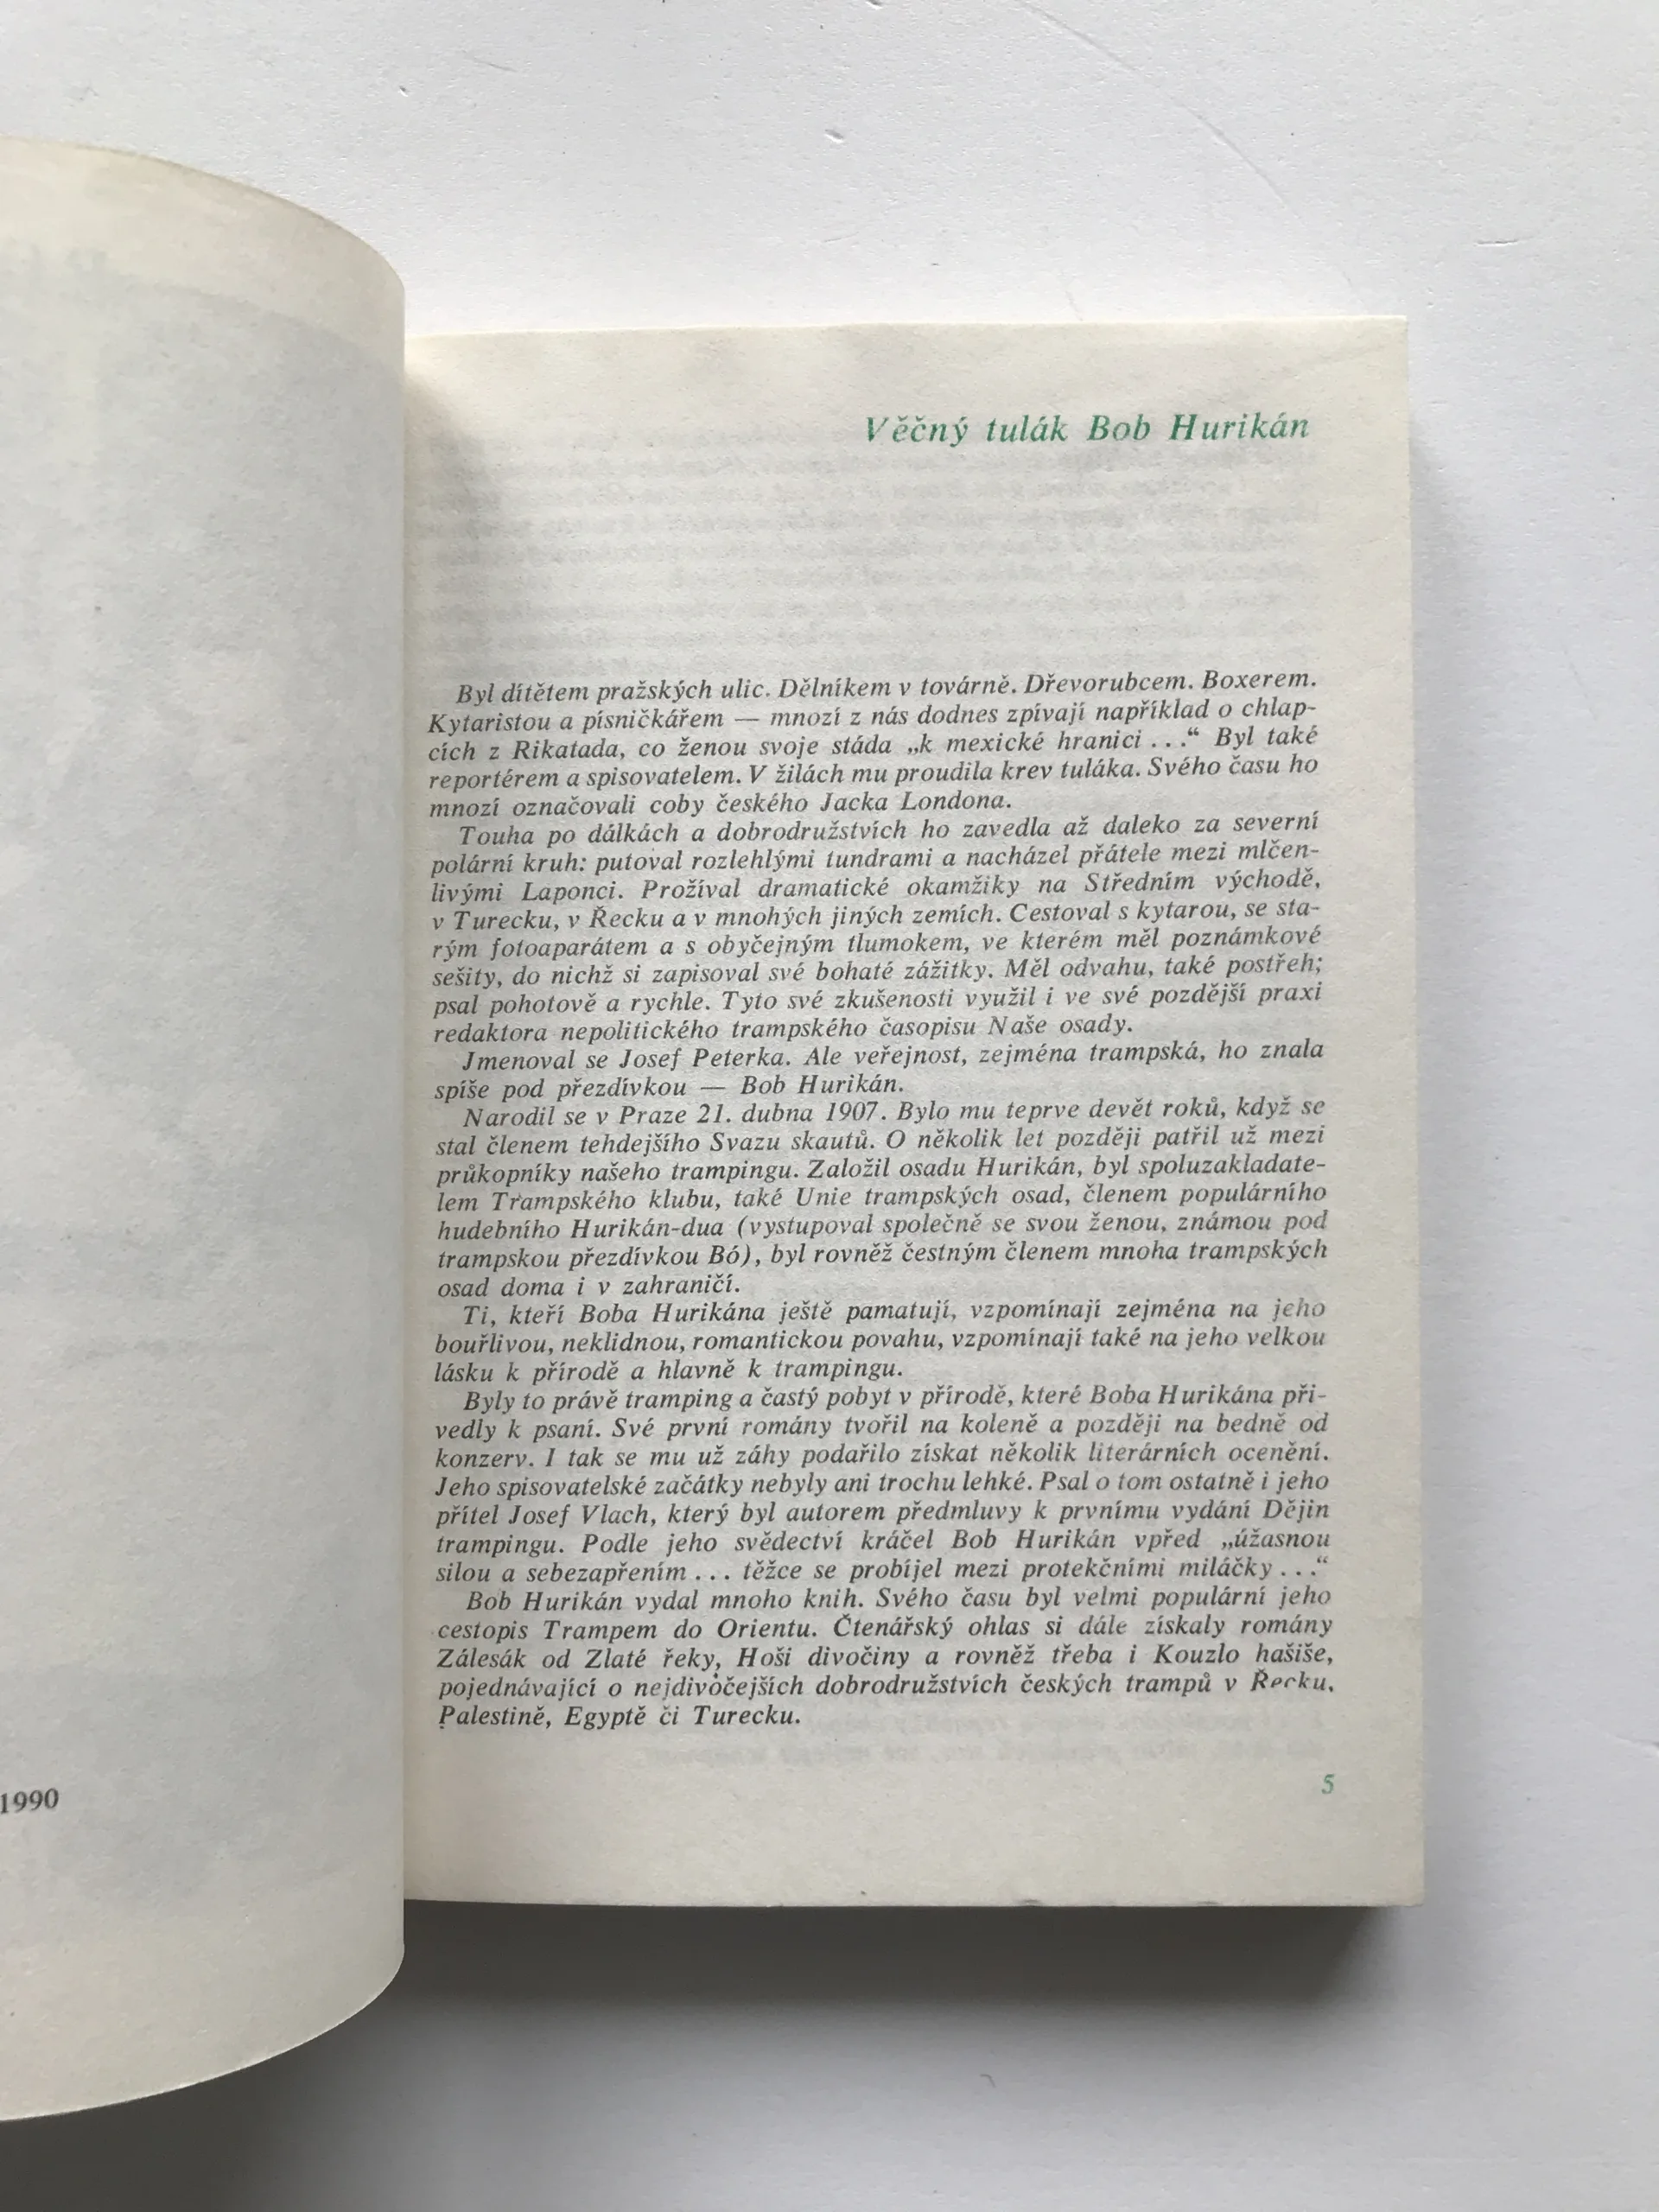 1990
Věčný tulák Bob Hurikán
Byl dítětem pražských ulic. Dělníkem v továrně. Dřevorubcem. Boxerem.
Kytaristou a písničkářem — mnozí z nás dodnes zpívají například o chlap-
cích z Rikatada, co ženou svoje stáda „k mexické hranici ...“ Byl také
reportérem a spisovatelem. V žilách mu proudila krev tuláka. Svého času ho
mnozí označovali coby českého Jacka Londona.
Touha po dálkách a dobrodružstvích ho zavedla až daleko za severní
polární kruh: putoval rozlehlými tundrami a nacházel přátele mezi mlčen-
livými Laponci. Prožíval dramatické okamžiky na Středním východě,
v Turecku, v Řecku a v mnohých jiných zemích. Cestoval s kytarou, se sta-
rým fotoaparátem a s obyčejným tlumokem, ve kterém měl poznámkové
sešity, do nichž si zapisoval své bohaté zážitky. Měl odvahu, také postřeh;
psal pohotově a rychle. Tyto své zkušenosti využil i ve své pozdější praxi
redaktora nepolitického trampského časopisu Naše osady.
Jmenoval se Josef Peterka. Ale veřejnost, zejména trampská, ho znala
spíše pod přezdívkou — Bob Hurikán.
Narodil se v Praze 21. dubna 1907. Bylo mu teprve devět roků, když se
stal členem tehdejšího Svazu skautů. O několik let později patřil už mezi
průkopníky našeho trampingu. Založil osadu Hurikán, byl spoluzakladate-
lem Trampského klubu, také Unie trampských osad, členem populárního
hudebního Hurikán-dua (vystupoval společně se svou ženou, známou pod
trampskou přezdívkou Bó), byl rovněž čestným členem mnoha trampských
osad doma i v zahraničí.
Ti, kteří Boba Hurikána ještě pamatují, vzpomínají zejména na jeho
bouřlivou, neklidnou, romantickou povahu, vzpomínají také na jeho velkou
lásku k přírodě a hlavně k trampingu.
Byly to právě tramping a častý pobyt v přírodě, které Boba Hurikána při-
vedly k psaní. Své první romány tvořil na koleně a později na bedně od
konzerv. I tak se mu už záhy podařilo získat několik literárních ocenění.
Jeho spisovatelské začátky nebyly ani trochu lehké. Psal o tom ostatně i jeho
přítel Josef Vlach, který byl autorem předmluvy k prvnímu vydání Dějin
trampingu. Podle jeho svědectví kráčel Bob Hurikán vpřed „úžasnou
silou a sebezapřením ... těžce se probíjel mezi protekčními miláčky ...“
Bob Hurikán vydal mnoho knih. Svého času byl velmi populární jeho
cestopis Trampem do Orientu. Čtenářský ohlas si dále získaly romány
Zálesák od Zlaté řeky, Hoši divočiny a rovněž třeba i Kouzlo hašiše,
pojednávající o nejdivočejších dobrodružstvích českých trampů v Řecku,
Palestině, Egyptě či Turecku.
5